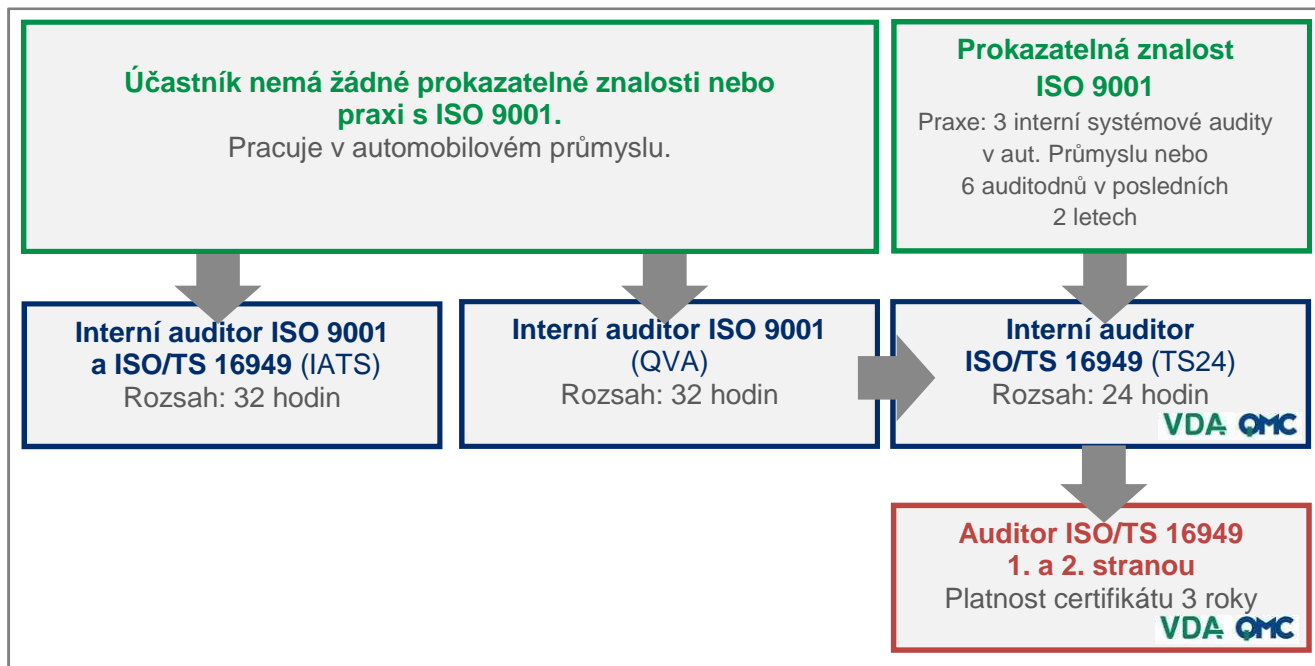 Účastník nemá žádné prokazatelné znalosti nebo
praxi s ISO 9001.
Pracuje v automobilovém průmyslu.
Prokazatelná znalost
ISO 9001
Praxe: 3 interní systémové audity
v aut. Průmyslu nebo
6 auditodnů v posledních
2 letech
Interní auditor ISO 9001
a ISO/TS 16949 (IATS)
Rozsah: 32 hodin
Interní auditor ISO 9001
(QVA)
Rozsah: 32 hodin
Interní auditor
ISO/TS 16949 (TS24)
Rozsah: 24 hodin
VDA QMC
Auditor ISO/TS 16949
1. a 2. stranou
Platnost certifikátu 3 roky
VDA QMC